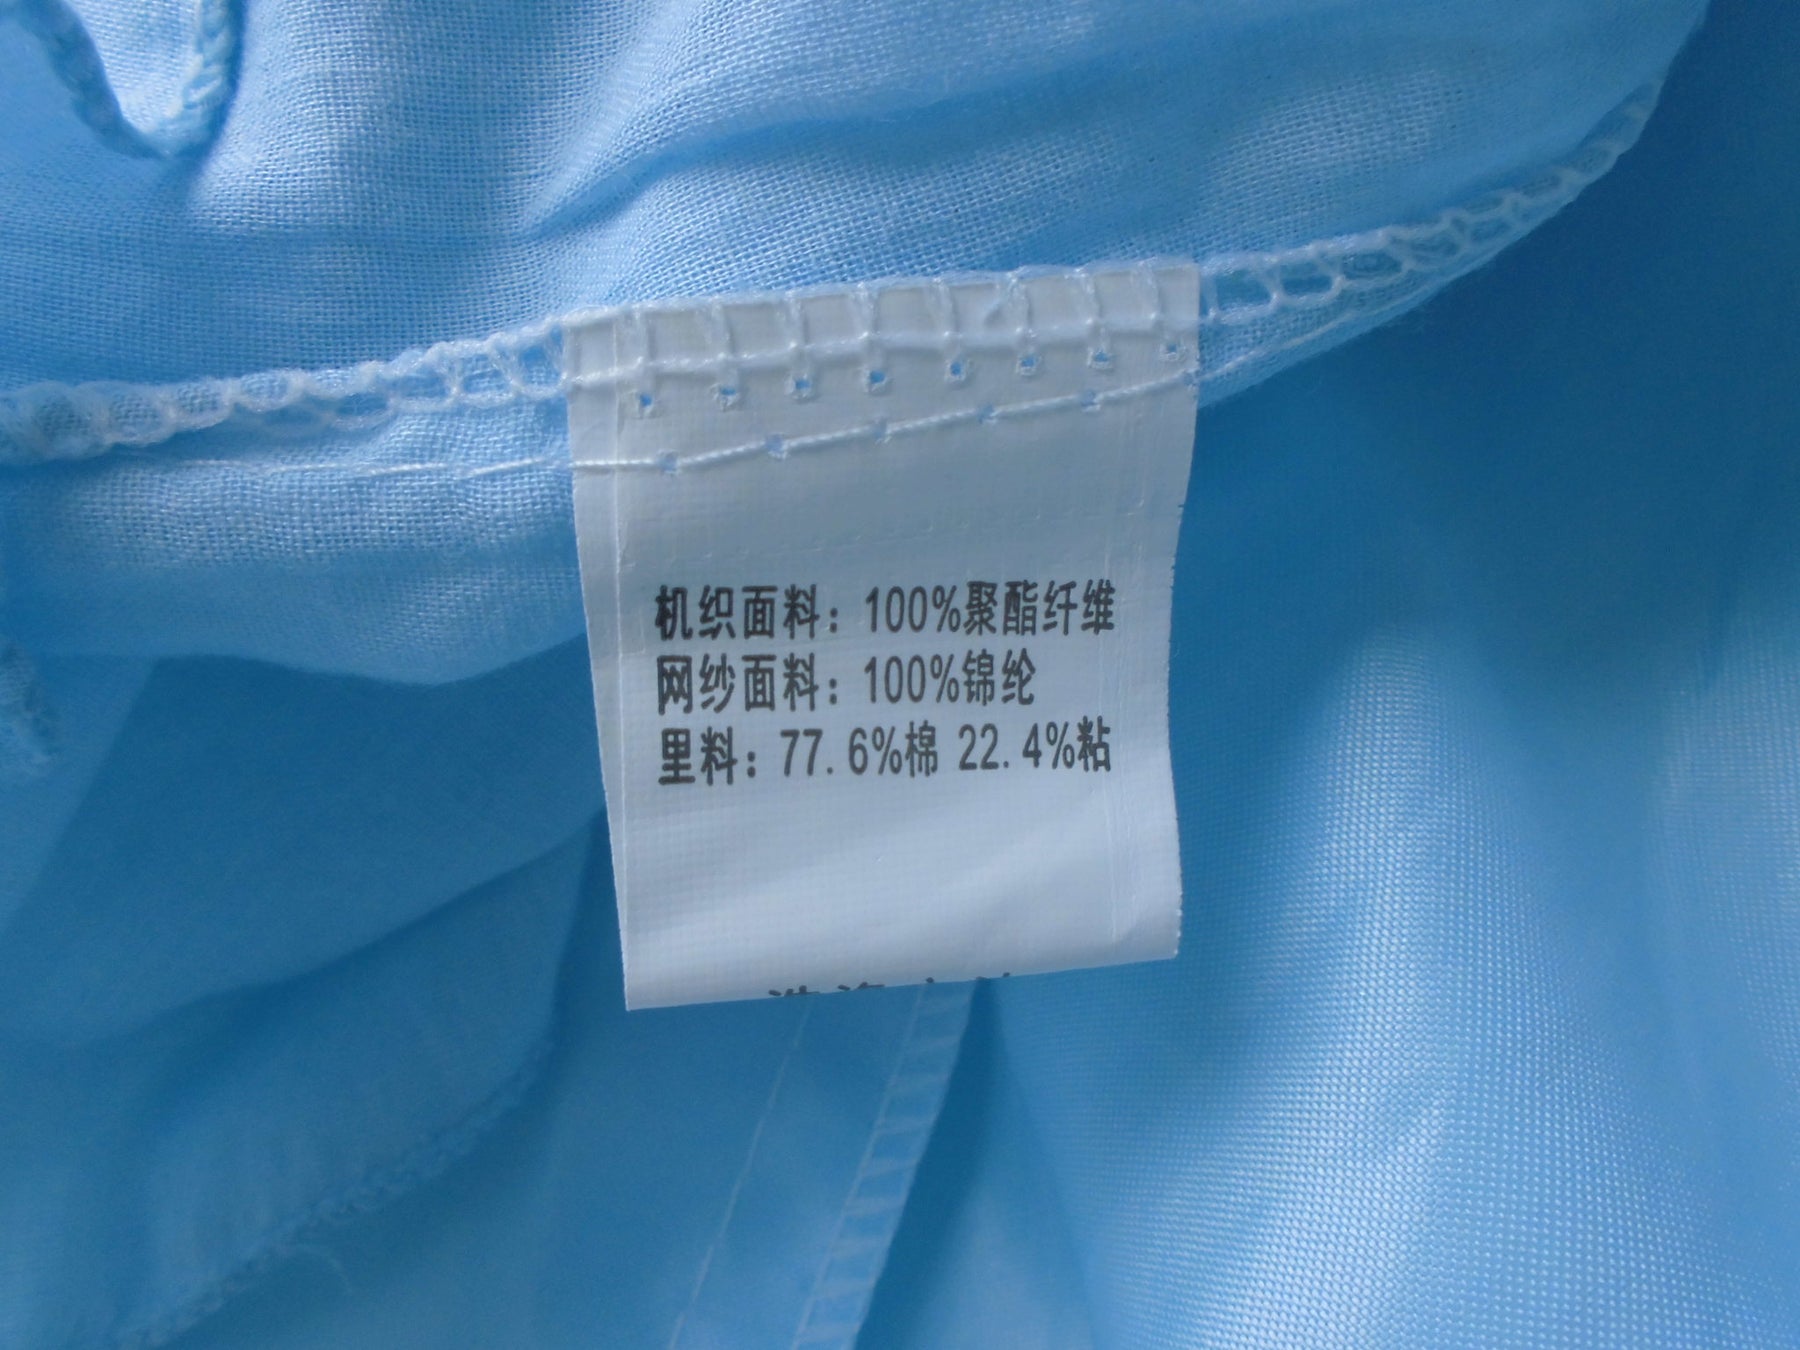 机织面料：100%聚酯纤维
网纱面料：100%锦纶
里料：77.6%棉 22.4%粘